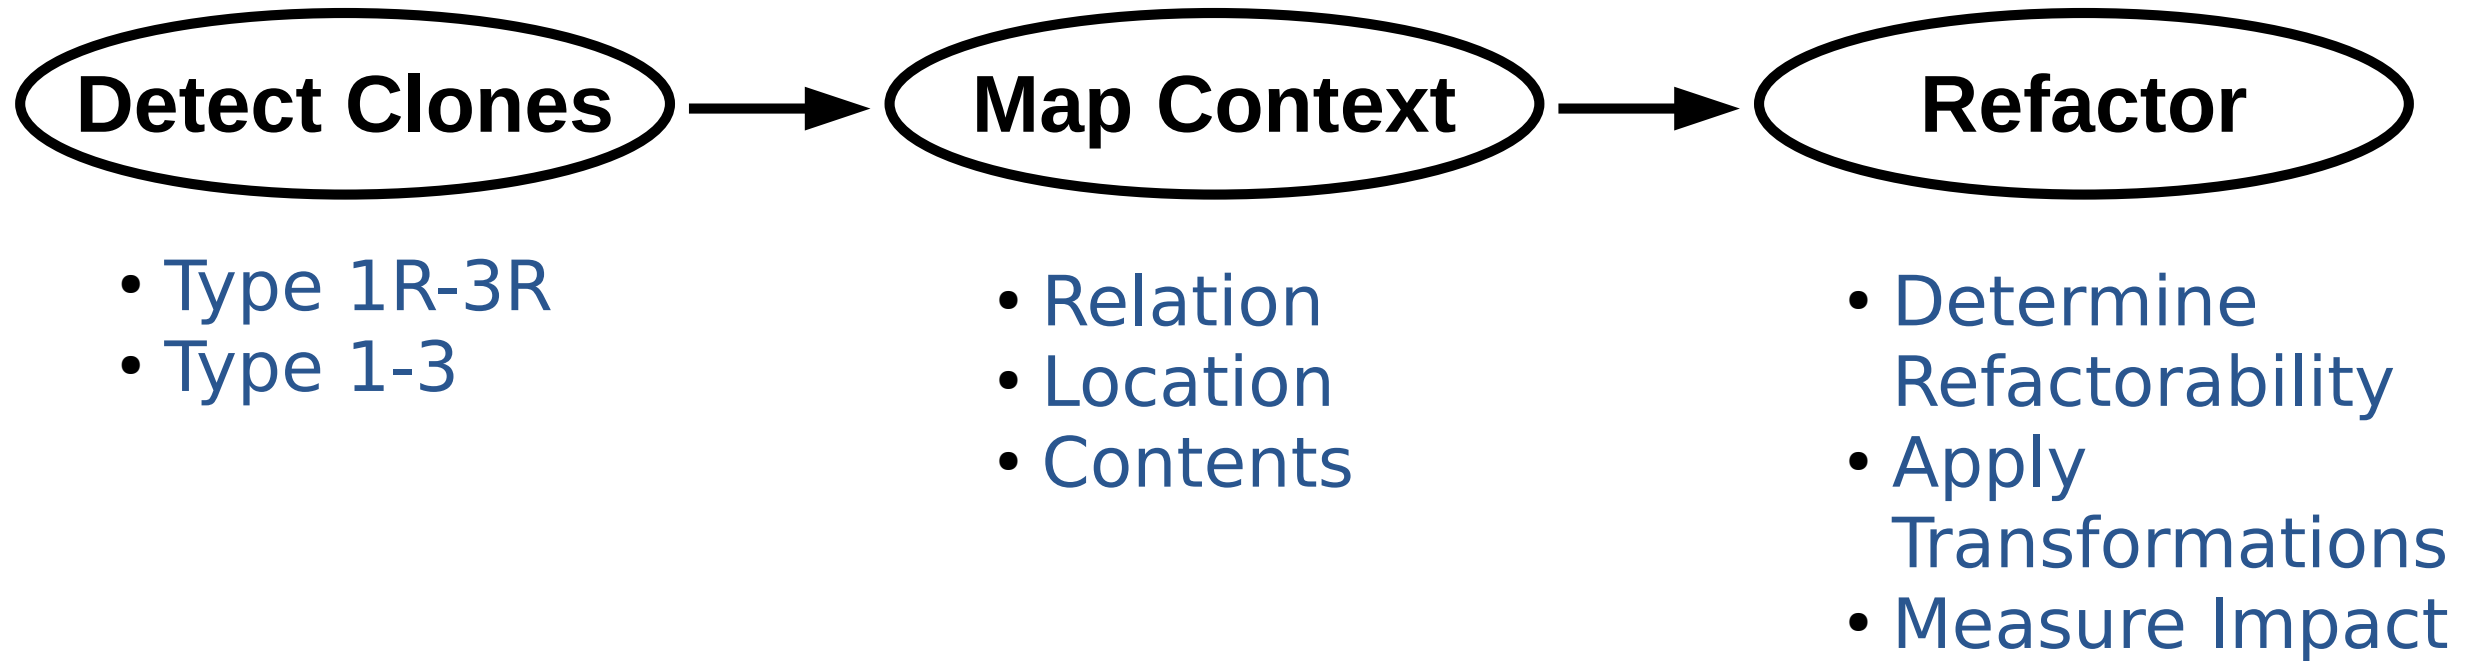 Detect Clones
Map Context
Refactor
• Type 1R-3R
• Type 1-3
• Relation
• Location
• Contents
• Determine
Refactorability
• Apply
Transformations
• Measure Impact